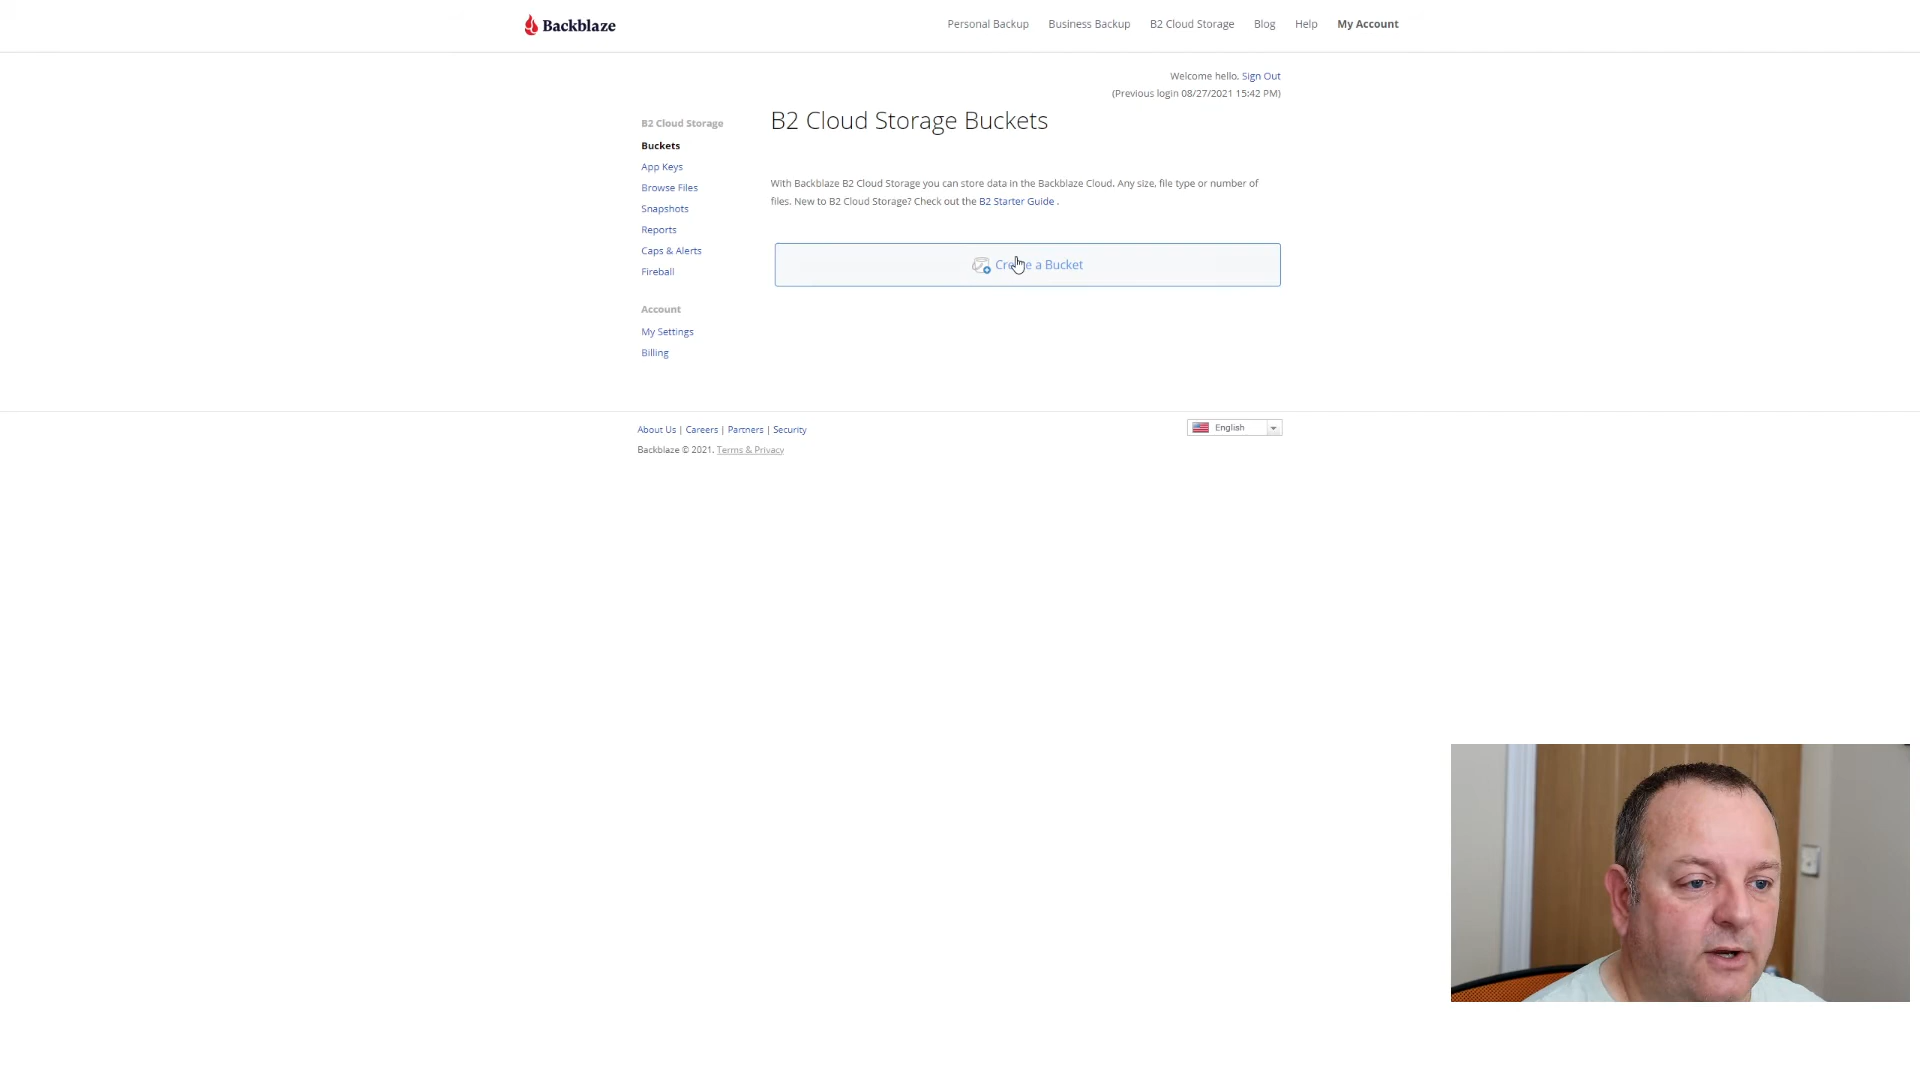 Backblaze
Personal Backup
Business Backup
B2 Cloud Storage
Blog
Help
My Account
Welcome hello, Sign Out
(Previous login 08/27/2021 15:42 PM)
B2 Cloud Storage
Buckets
App Keys
Browse Files
Snapshots
Reports
Caps & Alerts
Fireball
Account
My Settings
Billing
B2 Cloud Storage Buckets
With Backblaze B2 Cloud Storage you can store data in the Backblaze Cloud. Any size, file type or number of
files. New to B2 Cloud Storage? Check out the B2 Starter Guide .
Create a Bucket
About Us | Careers | Partners | Security
Backblaze © 2021. Terms & Privacy
English